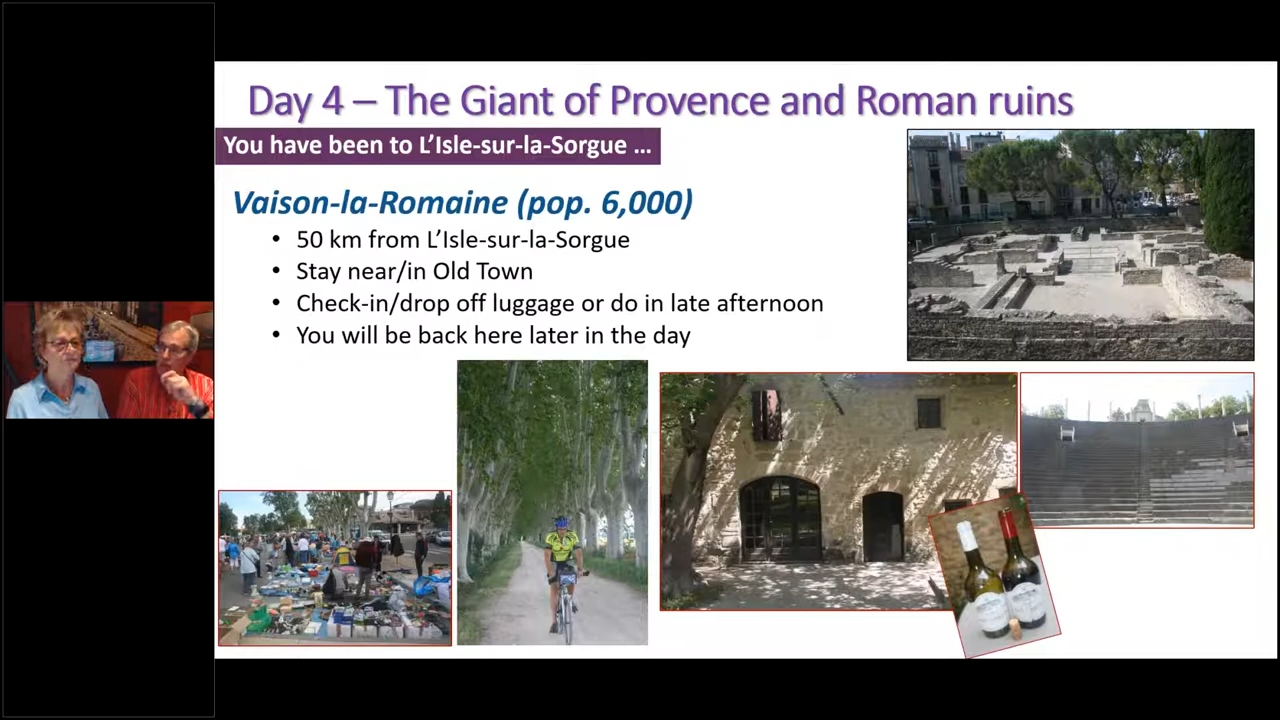 Day 4 – The Giant of Provence and Roman ruins
You have been to L’Isle-sur-la-Sorgue ...
Vaison-la-Romaine (pop. 6,000)
• 50 km from L’Isle-sur-la-Sorgue
• Stay near/in Old Town
• Check-in/drop off luggage or do in late afternoon
• You will be back here later in the day